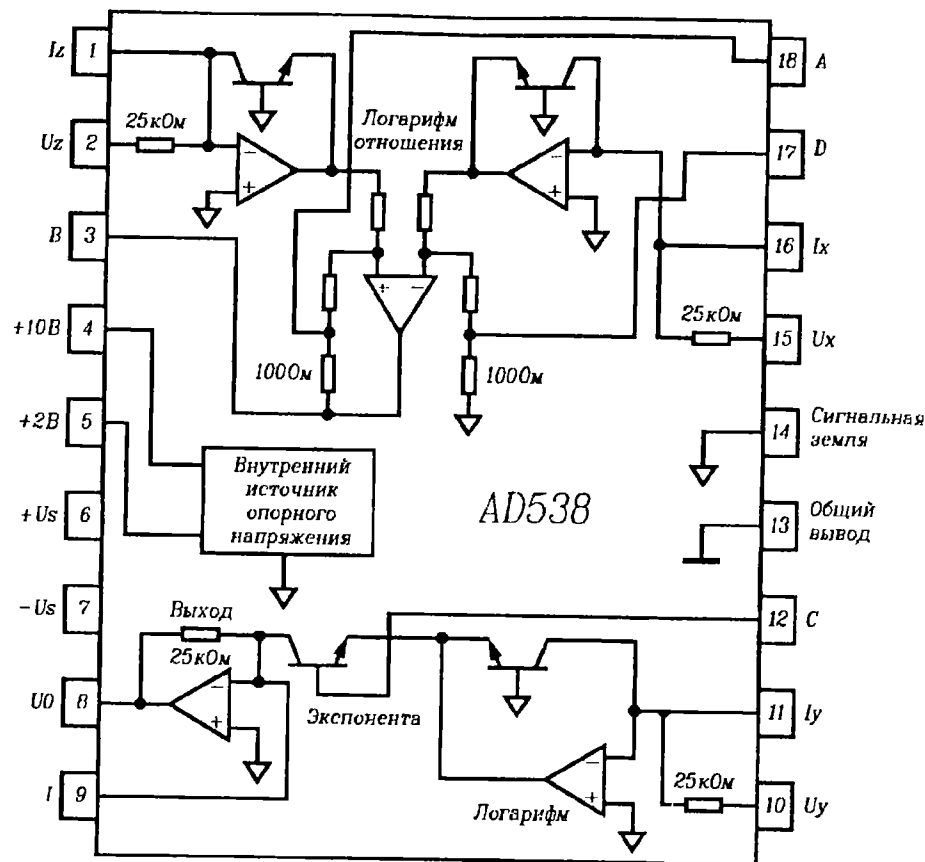 Iz 1
25кОм
Uz 2
B 3
+10В 4
+2В 5
+Us 6
-Us 7
U0 8
I 9
Логарифм
отношения
100Ом
100Ом
Внутренний
источник
опорного
напряжения
AD538
Выход
25кОм
Экспонента
Логарифм
18 A
17 D
16 Ix
25кОм
15 Ux
14 Сигнальная
земля
13 Общий
вывод
12 C
11 Iy
25кОм
10 Uy
- + + - - + - + - +